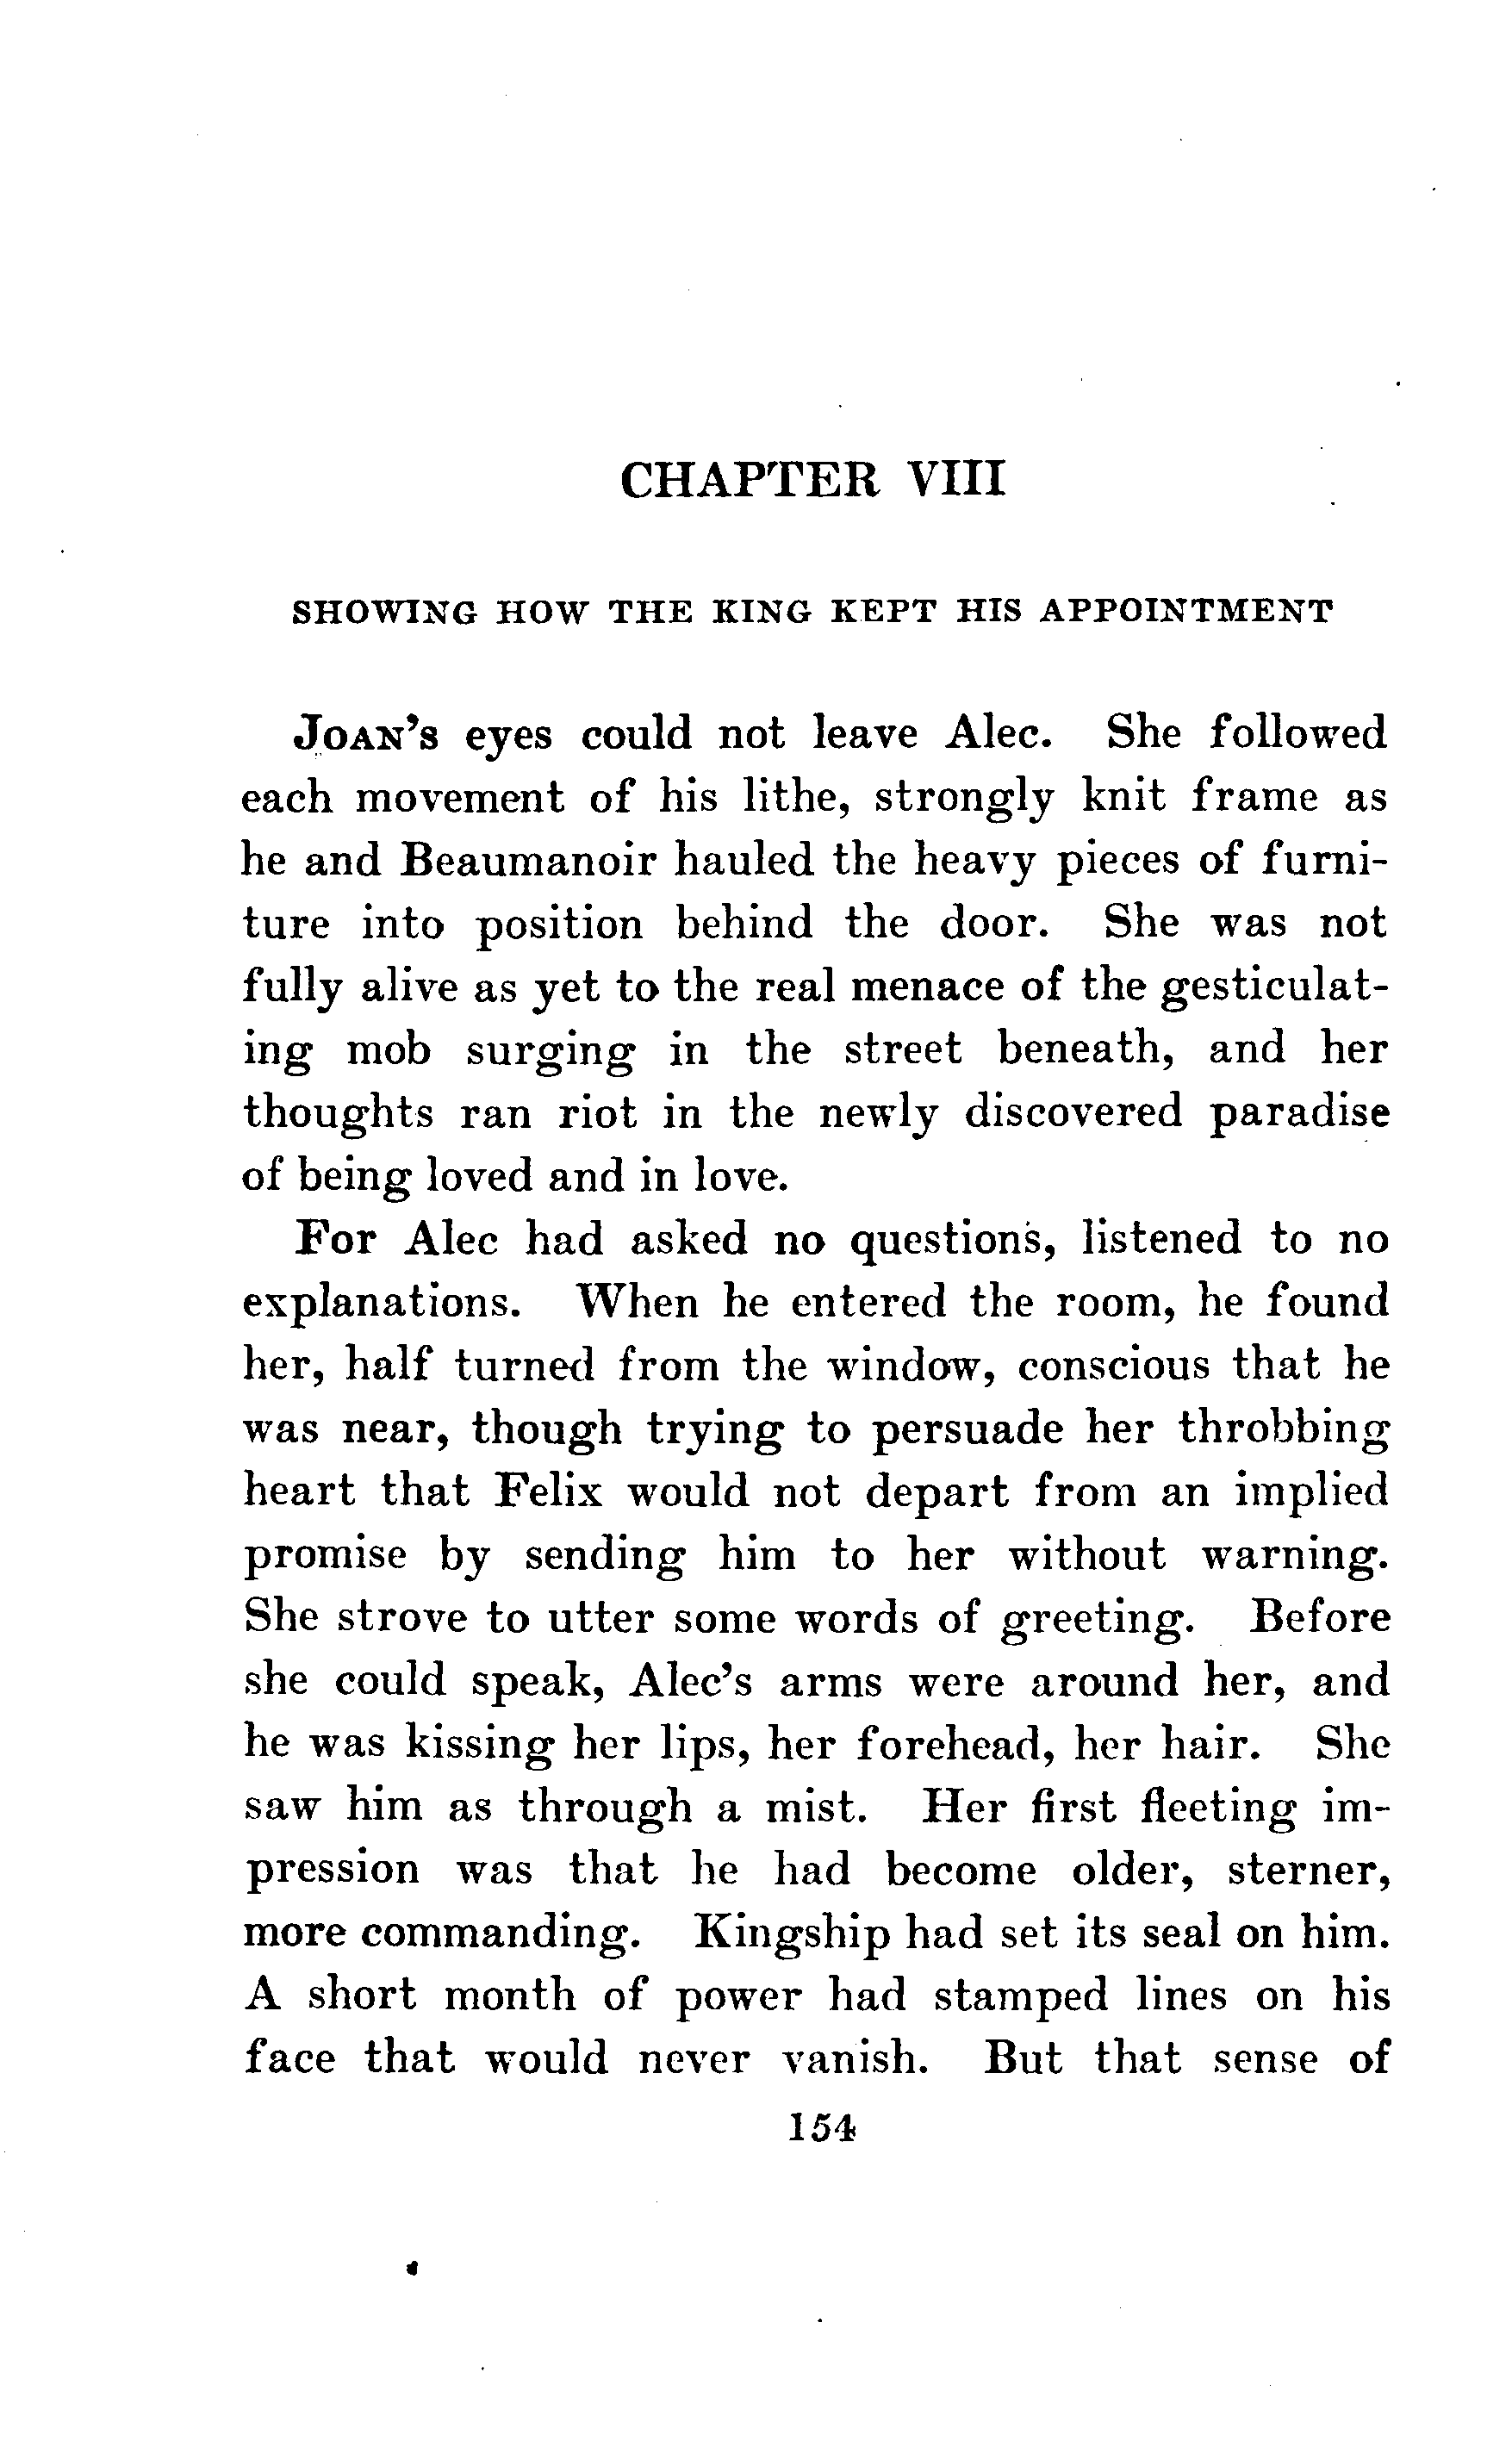 CHAPTER VIII
SHOWING HOW THE KING KEPT HIS APPOINTMENT
JOAN'S eyes could not leave Alec. She followed
each movement of his lithe, strongly knit frame as
he and Beaumanoir hauled the heavy pieces of furni-
ture into position behind the door. She was not
fully alive as yet to the real menace of the gesticulat-
ing mob surging in the street beneath, and her
thoughts ran riot in the newly discovered paradise
of being loved and in love.
For Alec had asked no questions, listened to no
explanations. When he entered the room, he found
her, half turned from the window, conscious that he
was near, though trying to persuade her throbbing
heart that Felix would not depart from an implied
promise by sending him to her without warning.
She strove to utter some words of greeting. Before
she could speak, Alec's arms were around her, and
he was kissing her lips, her forehead, her hair. She
saw him as through a mist. Her first fleeting im-
pression was that he had become older, sterner,
more commanding. Kingship had set its seal on him.
A short month of power had stamped lines on his
face that would never vanish. But that sense of
154